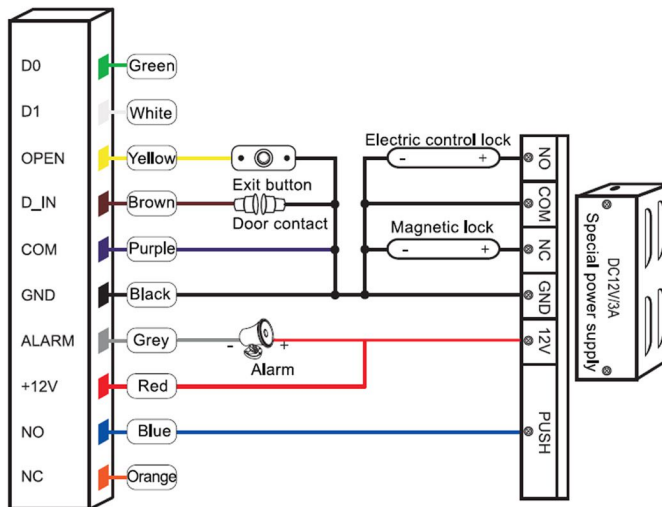 D0 Green
D1 White
OPEN Yellow
D_IN Brown
COM Purple
GND Black
ALARM Grey
+12V Red
NO Blue
NC Orange
Exit button
Door contact
- +
Alarm
Electric control lock
- +
Magnetic lock
- +
NO
COM
NC
GND
12V
PUSH
DC12V/3A
Special power supply